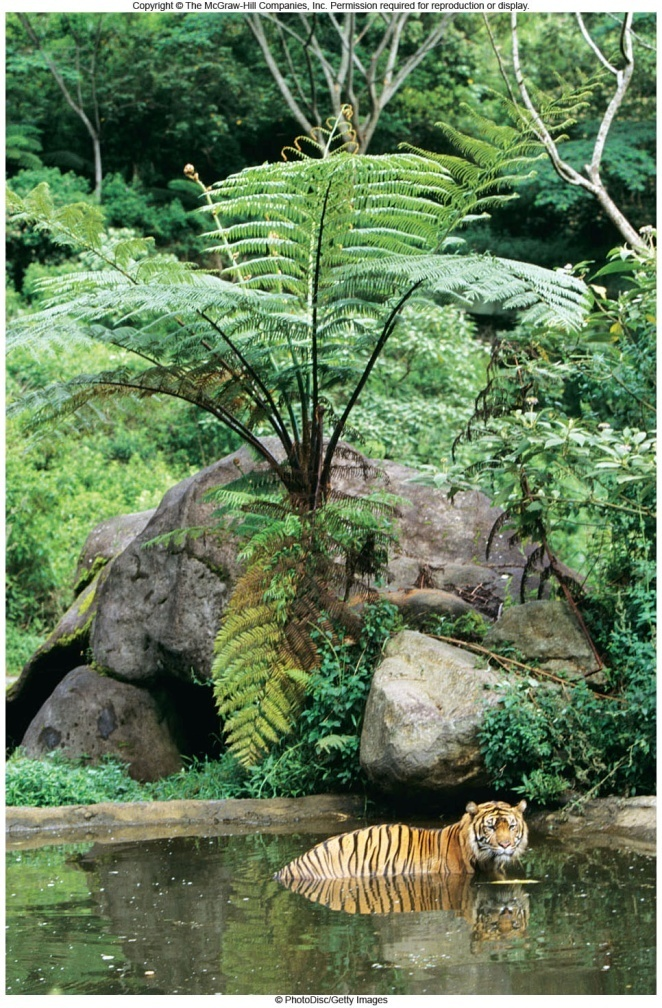 Copyright © The McGraw-Hill Companies, Inc. Permission required for reproduction or display.
© PhotoDisc/Getty Images